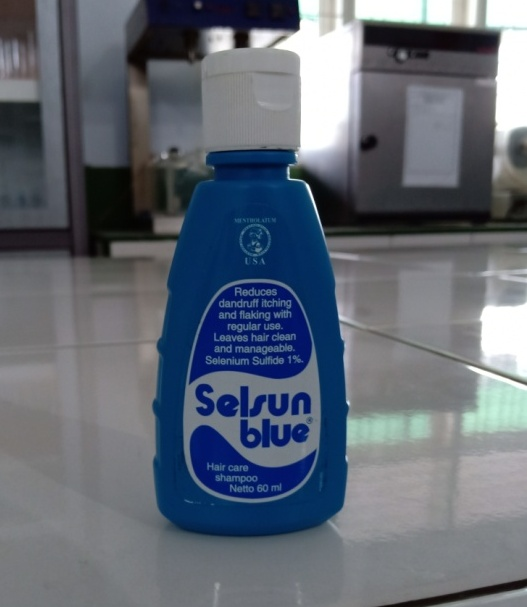 MENTHOLATUM
USA
Reduces
dandruff itching
and flaking with
regular use.
Leaves hair clean
and manageable.
Selenium Sulfide 1%.
Selsun
blue®
Hair care
shampoo
Netto 60 ml